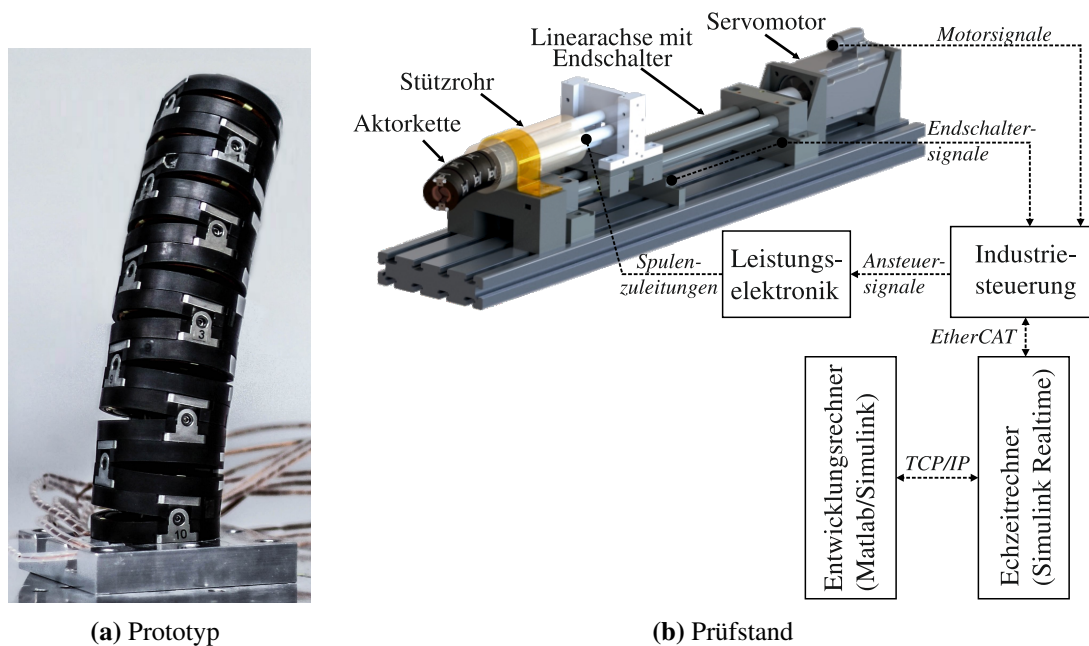 Servomotor
Motorsignale
Linearachse mit
Endschalter
Stützrohr
Aktorkette
Endschalter-
signale
3
10
Spulen-
zuleitungen
Leistungs-
elektronik
Ansteuer-
signale
Industrie-
steuerung
EtherCAT
Entwicklungsrechner
(Matlab/Simulink)
TCP/IP
Echzeitrechner
(Simulink Realtime)
(a) Prototyp
(b) Prüfstand